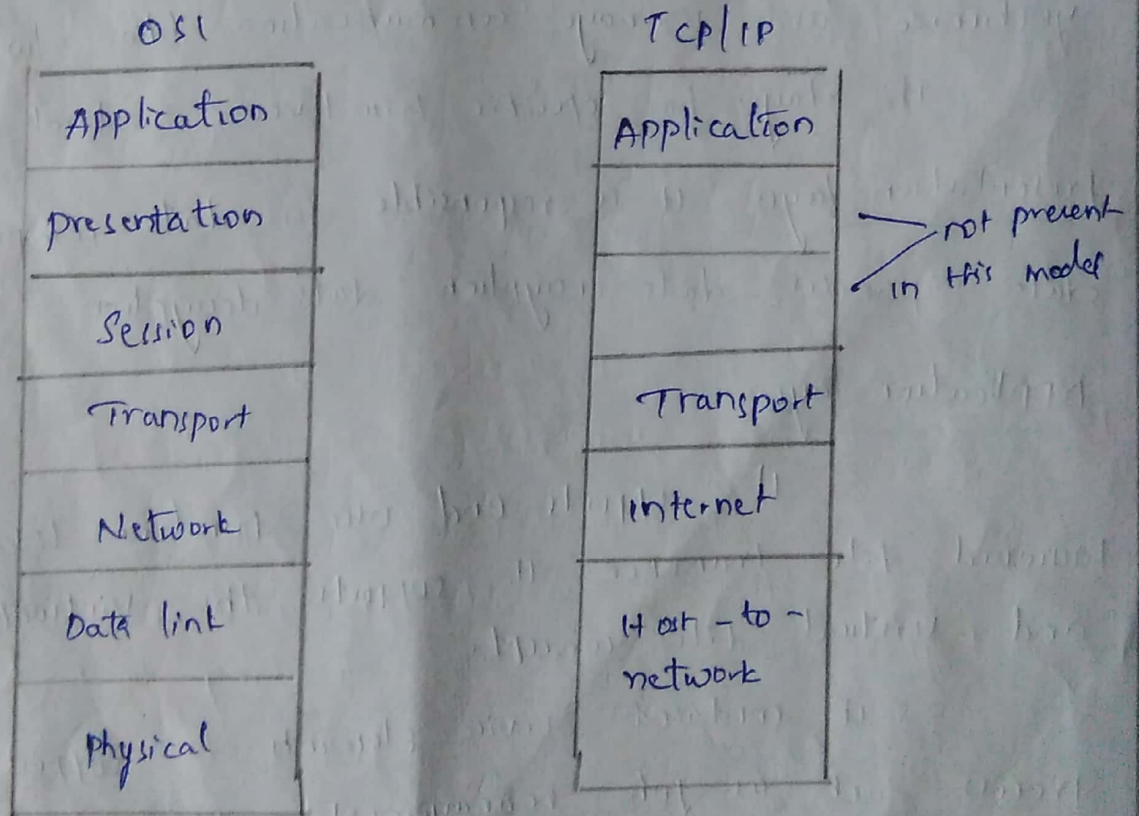 OSI
Application
Presentation
Session
Transport
Network
Data link
Physical
TCP/IP
Application
Transport
Internet
Host-to-
network
not present
in this model